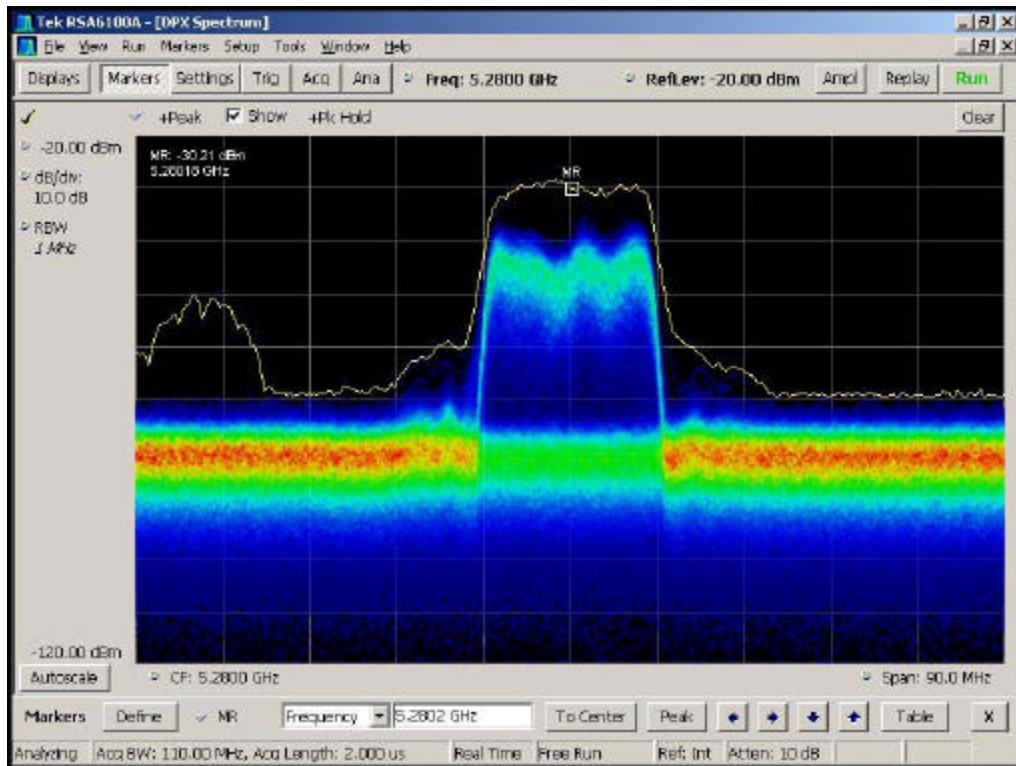 Tek RSA6100A - [DPX Spectrum]
File View Run Markers Setup Tools Window Help
Displays Markers Settings Trig Acq Ana Freq: 5.2800 GHz RefLev: -20.00 dBm Ampl Replay Run
+Peak Show +Pk Hold Clear
-20.00 dBm
dB/div:
10.0 dB
RBW
1 MHz
MR: -30.21 dBm
5.28018 GHz
MR
-120.00 dBm
Autoscale CF: 5.2800 GHz Span: 90.0 MHz
Markers Define MR Frequency 5.2802 GHz To Center Peak Table X
Analyzing Acq BW: 110.00 MHz, Acq Length: 2.000 us Real Time Free Run Ref: Int Atten: 10 dB